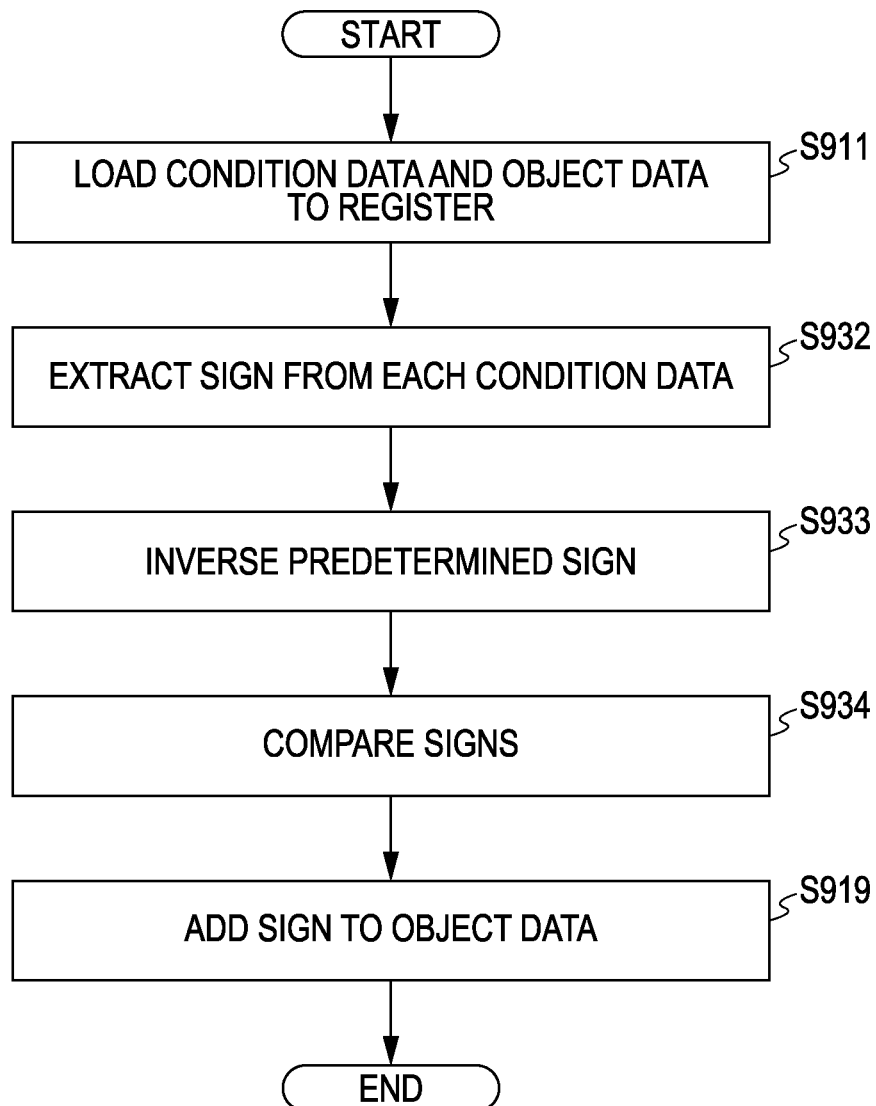 START
S911
LOAD CONDITION DATA AND OBJECT DATA
TO REGISTER
S932
EXTRACT SIGN FROM EACH CONDITION DATA
S933
INVERSE PREDETERMINED SIGN
S934
COMPARE SIGNS
S919
ADD SIGN TO OBJECT DATA
END